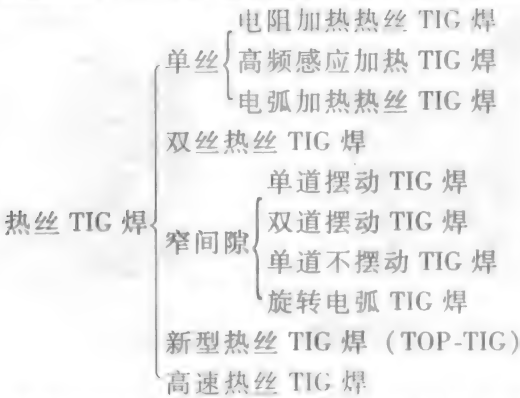 电阻加热热丝 TIG 焊
单丝 高频感应加热 TIG 焊
电弧加热热丝 TIG 焊
双丝热丝 TIG 焊
单道摆动 TIG 焊
双道摆动 TIG 焊
热丝 TIG 焊
窄间隙
单道不摆动 TIG 焊
旋转电弧 TIG 焊
新型热丝 TIG 焊（TOP-TIG）
高速热丝 TIG 焊